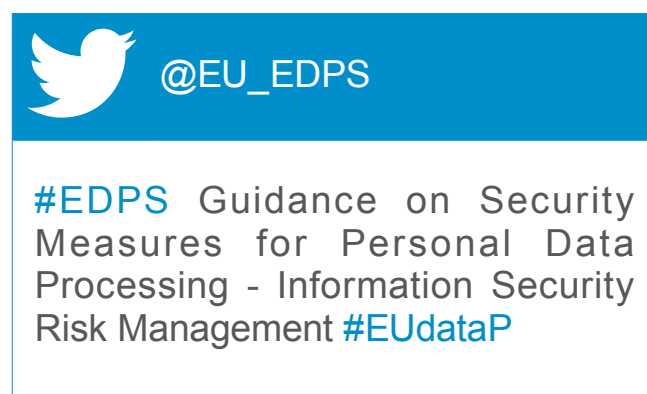 @EU_EDPS
#EDPS Guidance on Security
Measures for Personal Data
Processing - Information Security
Risk Management #EUdataP